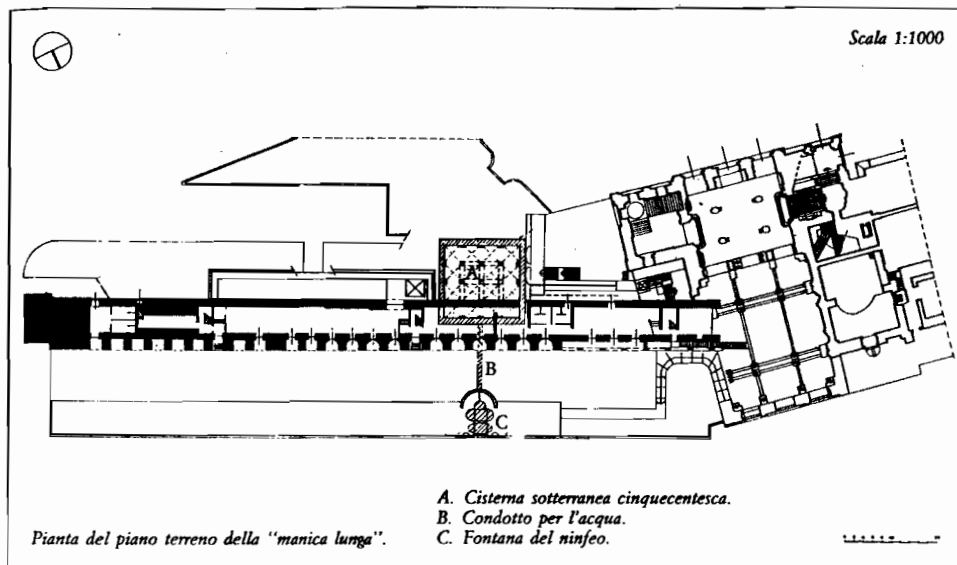 Scala 1:1000
A
B
C
A. Cisterna sotterranea cinquecentesca.
B. Condotto per l'acqua.
C. Fontana del ninfeo.
Pianta del piano terreno della "manica lunga".